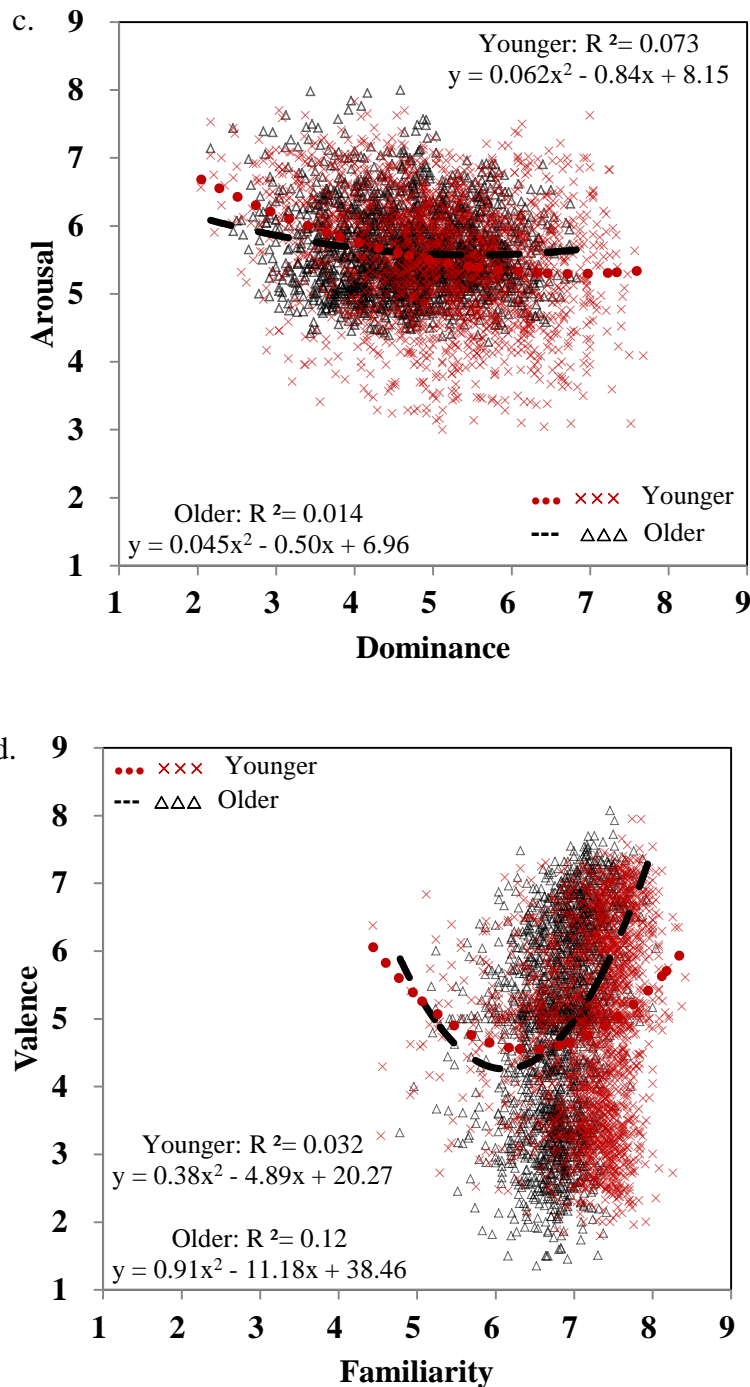 c.
Younger: R ²= 0.073
y = 0.062x² - 0.84x + 8.15
9
8
7
6
5
4
3
2
1
Arousal
Older: R ²= 0.014
y = 0.045x² - 0.50x + 6.96
Younger
Older
1 2 3 4 5 6 7 8 9
Dominance
d.
Younger
Older
9
8
7
6
5
4
3
2
1
Valence
Younger: R ²= 0.032
y = 0.38x² - 4.89x + 20.27
Older: R ²= 0.12
y = 0.91x² - 11.18x + 38.46
1 2 3 4 5 6 7 8 9
Familiarity